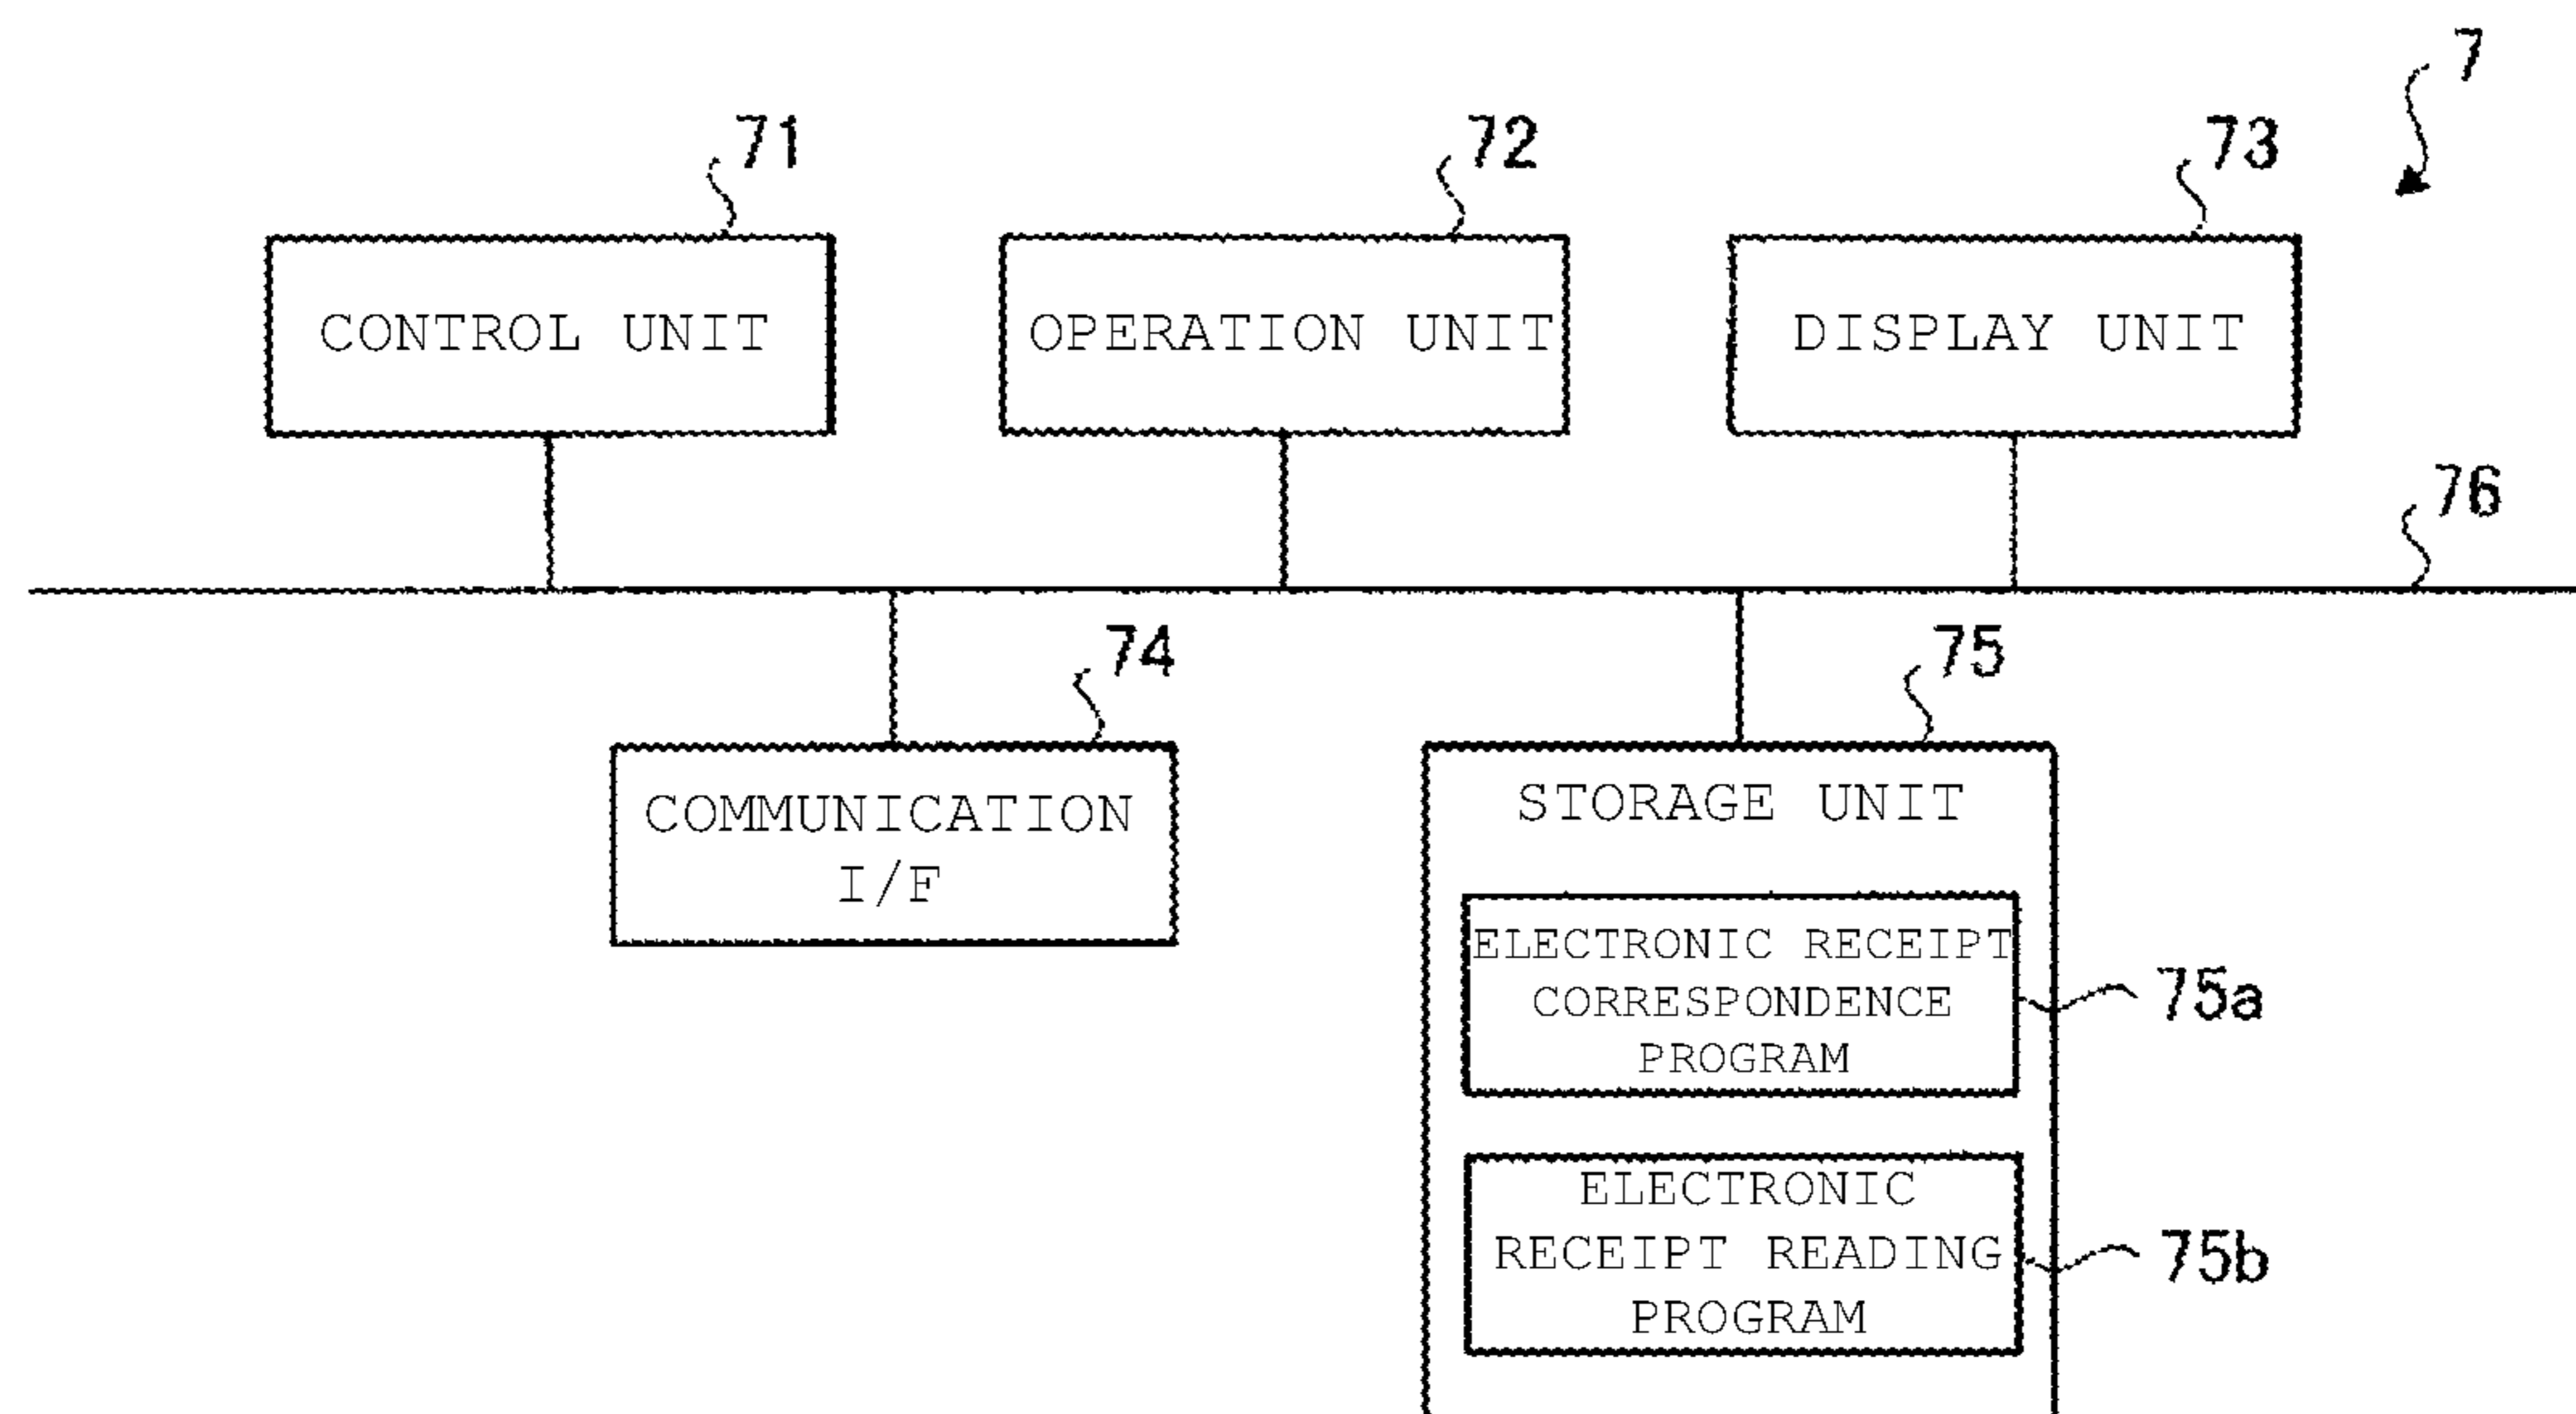 7
71
72
73
CONTROL UNIT
OPERATION UNIT
DISPLAY UNIT
76
74
75
COMMUNICATION
I/F
STORAGE UNIT
ELECTRONIC RECEIPT
CORRESPONDENCE
PROGRAM
75a
ELECTRONIC
RECEIPT READING
PROGRAM
75b